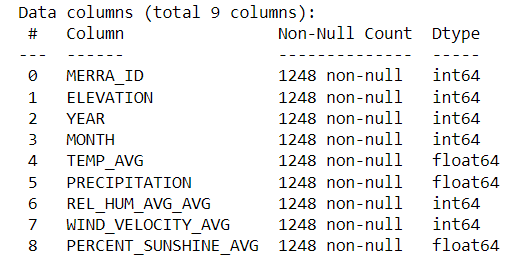 Data columns (total 9 columns):
 #   Column                Non-Null Count  Dtype
---  ------                --------------  -----
 0   MERRA_ID              1248 non-null   int64
 1   ELEVATION             1248 non-null   int64
 2   YEAR                  1248 non-null   int64
 3   MONTH                 1248 non-null   int64
 4   TEMP_AVG              1248 non-null   float64
 5   PRECIPITATION         1248 non-null   float64
 6   REL_HUM_AVG_AVG       1248 non-null   int64
 7   WIND_VELOCITY_AVG     1248 non-null   int64
 8   PERCENT_SUNSHINE_AVG  1248 non-null   float64